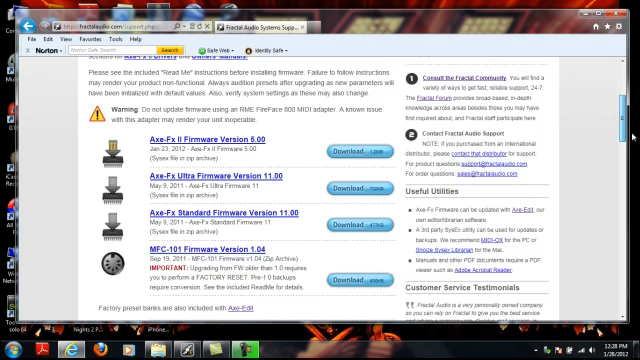 http://fractalaudio.com/support.php
Fractal Audio Systems Supp...
File Edit View Favorites Tools Help
Norton
Norton Safe Search
Search
Safe Web
Identity Safe
Axe-Fx II Drivers and Owners' Manuals.
Please see the included "Read Me" instructions before installing firmware. Failure to follow instructions
may render your product non-functional. Always audition presets after upgrading as new parameters will
have been initialized with default values. Also, verify system settings as these may also change.
Warning: Do not update firmware using an RME FireFace 800 MIDI adapter. A known issue
with this adapter may render your unit inoperable.
Axe-Fx II Firmware Version 5.00
Jan 23, 2012 - Axe-Fx II Firmware 5.00
(Sysex file in zip archive)
Download
Axe-Fx Ultra Firmware Version 11.00
May 9, 2011 - Axe-Fx Ultra Firmware 11
(Sysex file in zip archive)
Download
Axe-Fx Standard Firmware Version 11.00
May 9, 2011 - Axe-Fx Standard Firmware 11
(Sysex file in zip archive)
Download
MFC-101 Firmware Version 1.04
Sep 19, 2011 - MFC-101 Firmware v1.04 (Zip Archive)
IMPORTANT: Upgrading from FW older than 1.0 requires
you to perform a FACTORY RESET. Pre-1.0 backups
require conversion. See the included ReadMe for details.
Download
Factory preset banks are also included with Axe-Edit
1 Consult the Fractal Community. You will find
a variety of ways to get fast, reliable support, 24-7.
The Fractal Forum provides broad-based, in-depth
knowledge across areas besides those you may
have first inquired about, and Fractal staff participate here.
2 Contact Fractal Audio Support
NOTE: If you purchased from an International
distributor, please contact that distributor for support.
For product questions: support@fractalaudio.com
For order questions: sales@fractalaudio.com
Useful Utilities
Axe-Fx Firmware can be updated with Axe-Edit, our
own editor/librarian software.
A 3rd party SysEx utility can be used for updates or
backups. We recommend MIDI-OX for the PC or
Snoize Sysex Librarian for the Mac.
Manuals and other PDF documents require a PDF
viewer such as Adobe Acrobat Reader.
Customer Service Testimonials
Fractal Audio is a very personally owned company
solo 64
Nights 2 P...
iPhone...
12:28 PM
1/28/2012